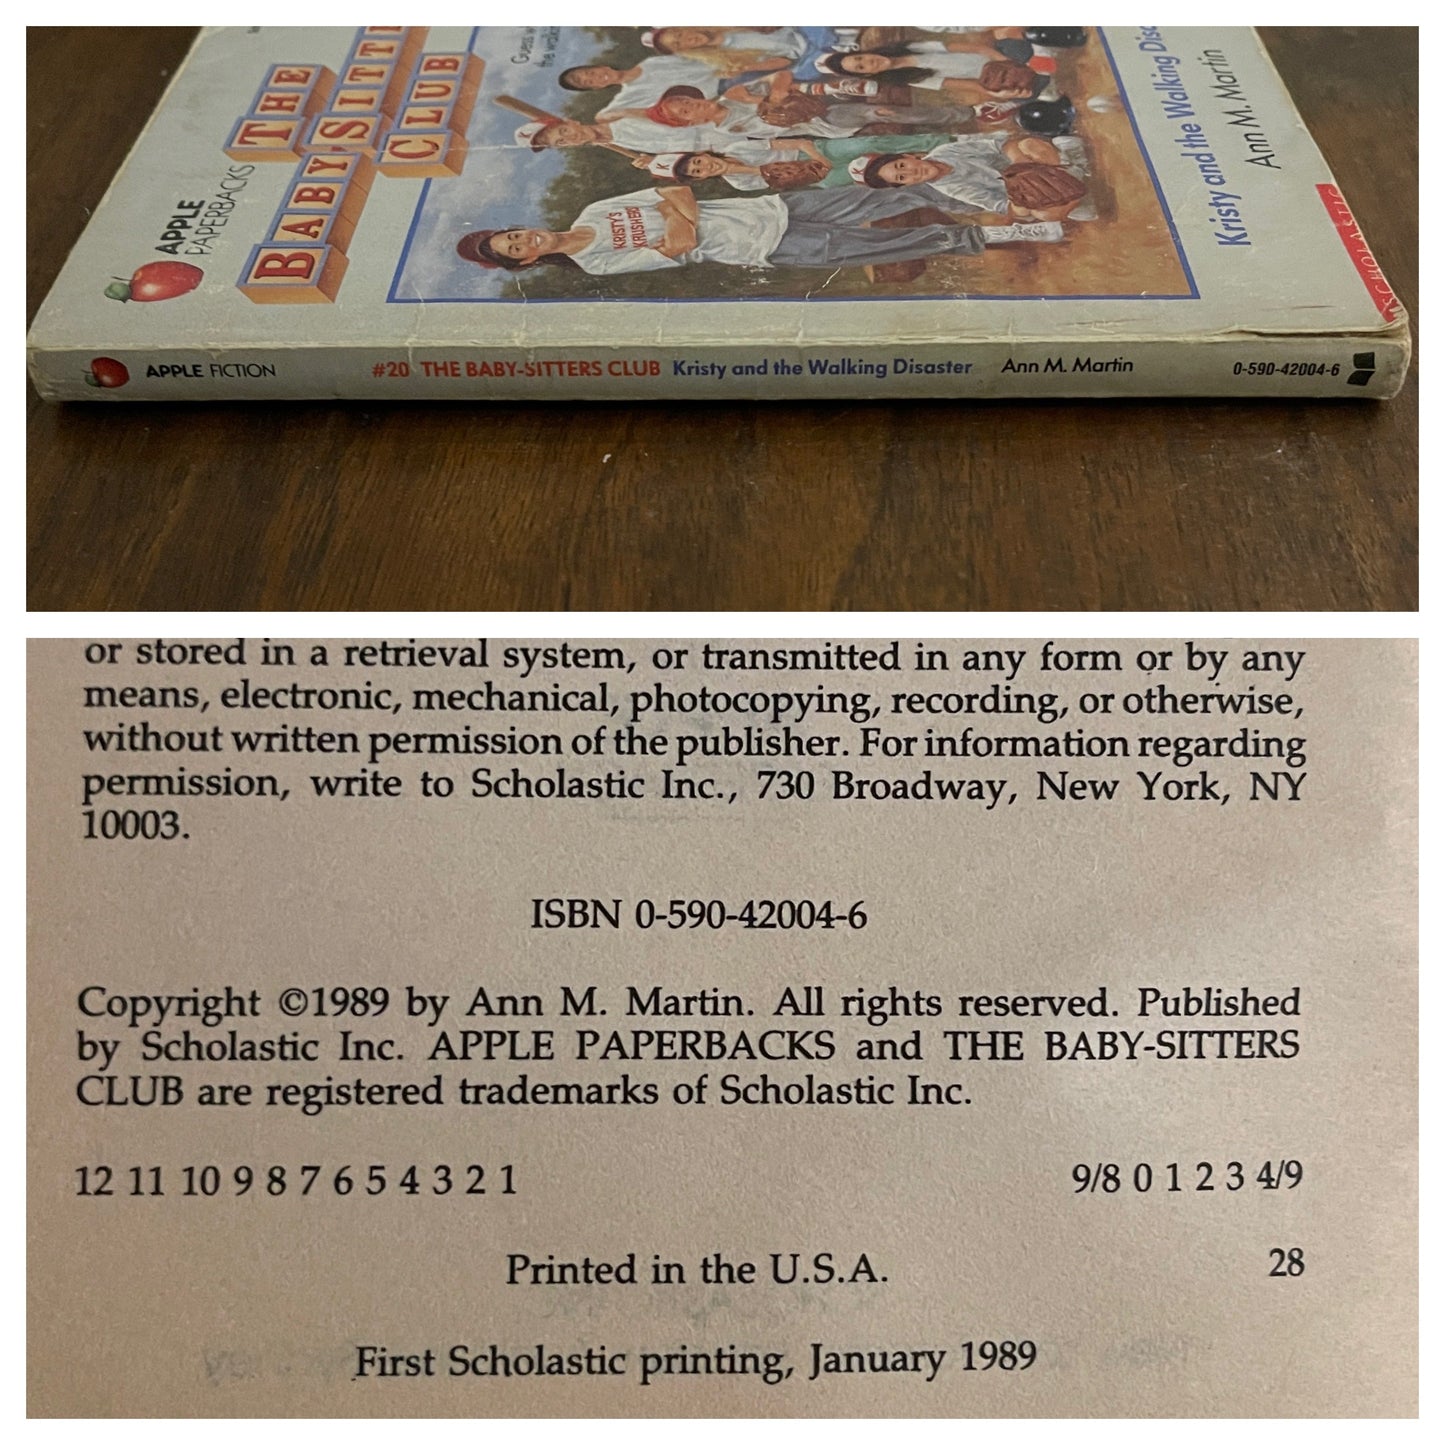 APPLE
PAPERBACKS
THE
BABY-SITT
CLUB
Guess w
the walki
KRISTY'S
KRUSHERS
Kristy and the Walking Disa
Ann M. Martin
SCHOLASTIC
APPLE FICTION #20 THE BABY-SITTERS CLUB Kristy and the Walking Disaster Ann M. Martin 0-590-42004-6
or stored in a retrieval system, or transmitted in any form or by any
means, electronic, mechanical, photocopying, recording, or otherwise,
without written permission of the publisher. For information regarding
permission, write to Scholastic Inc., 730 Broadway, New York, NY
10003.
ISBN 0-590-42004-6
Copyright ©1989 by Ann M. Martin. All rights reserved. Published
by Scholastic Inc. APPLE PAPERBACKS and THE BABY-SITTERS
CLUB are registered trademarks of Scholastic Inc.
12 11 10 9 8 7 6 5 4 3 2 1 9/8 0 1 2 3 4/9
Printed in the U.S.A. 28
First Scholastic printing, January 1989